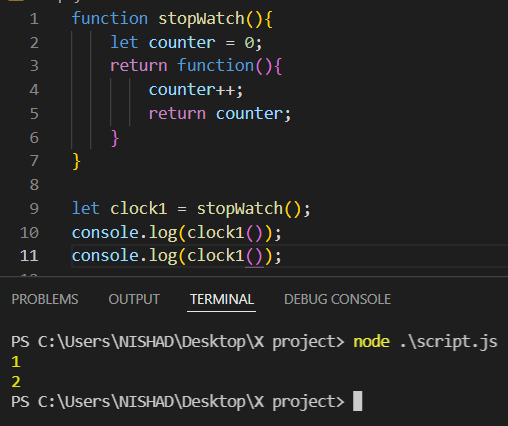 1 function stopWatch(){
2 let counter = 0;
3 return function(){
4 counter++;
5 return counter;
6 }
7 }
8
9 let clock1 = stopWatch();
10 console.log(clock1());
11 console.log(clock1());
PROBLEMS OUTPUT TERMINAL DEBUG CONSOLE
PS C:\Users\NISHAD\Desktop\X project> node .\script.js
1
2
PS C:\Users\NISHAD\Desktop\X project>